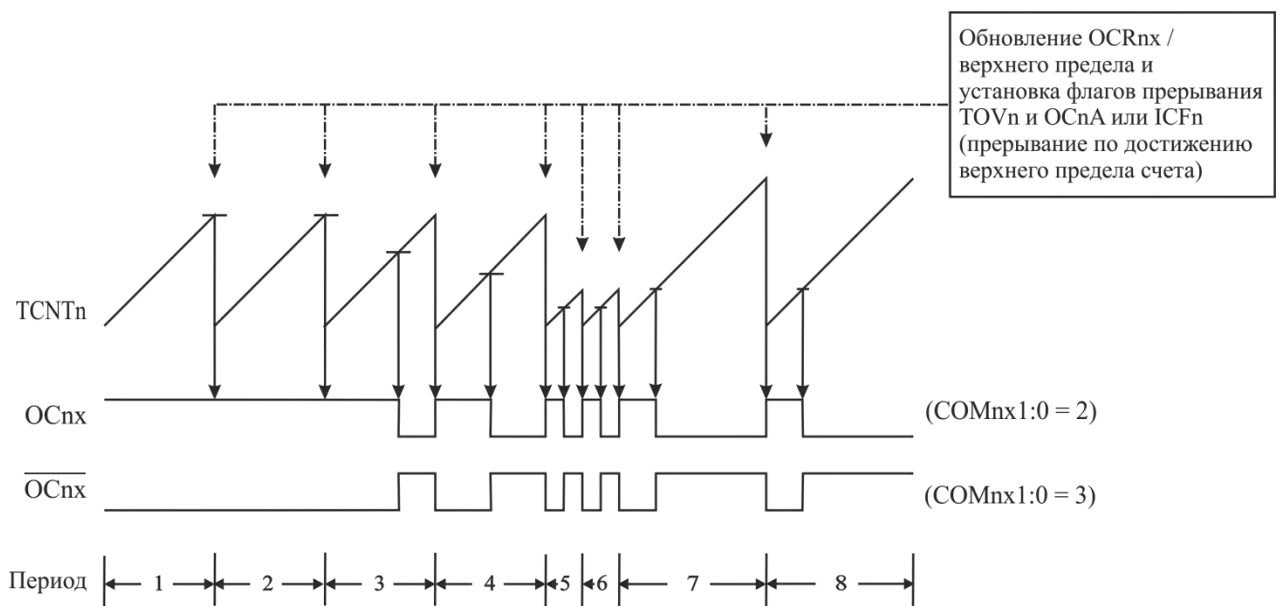 Обновление OCRnx /
верхнего предела и
установка флагов прерывания
TOVn и OCnA или ICFn
(прерывание по достижению
верхнего предела счета)
TCNTn
OCnx
(COMnx1:0 = 2)
OCnx
(COMnx1:0 = 3)
Период
1
2
3
4
5
6
7
8